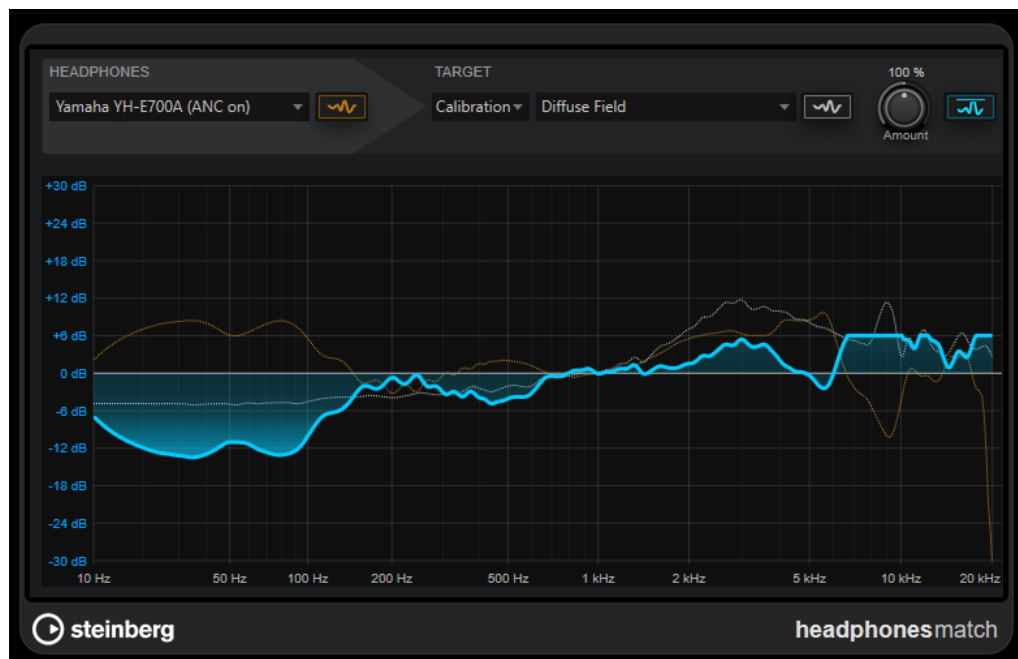 HEADPHONES
TARGET
100 %
Yamaha YH-E700A (ANC on)
Calibration
Diffuse Field
Amount
+30 dB
+24 dB
+18 dB
+12 dB
+6 dB
0 dB
-6 dB
-12 dB
-18 dB
-24 dB
-30 dB
10 Hz 50 Hz 100 Hz 200 Hz 500 Hz 1 kHz 2 kHz 5 kHz 10 kHz 20 kHz
steinberg
headphonesmatch